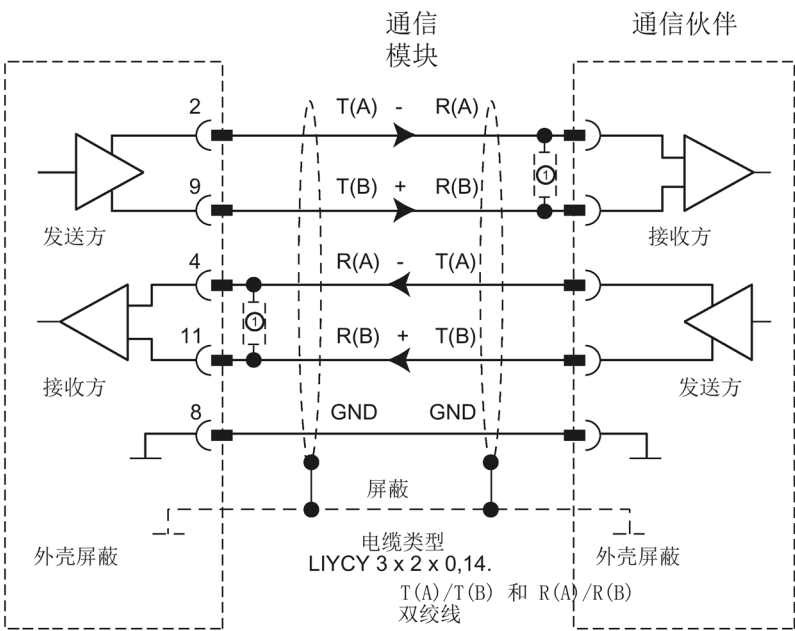 通信
模块
通信伙伴
2 T(A) - R(A)
①
9 T(B) + R(B)
发送方
接收方
4 R(A) - T(A)
①
11 R(B) + T(B)
接收方
发送方
8 GND GND
屏蔽
外壳屏蔽
外壳屏蔽
电缆类型
LIYCY 3 x 2 x 0,14.
T(A)/T(B) 和 R(A)/R(B)
双绞线